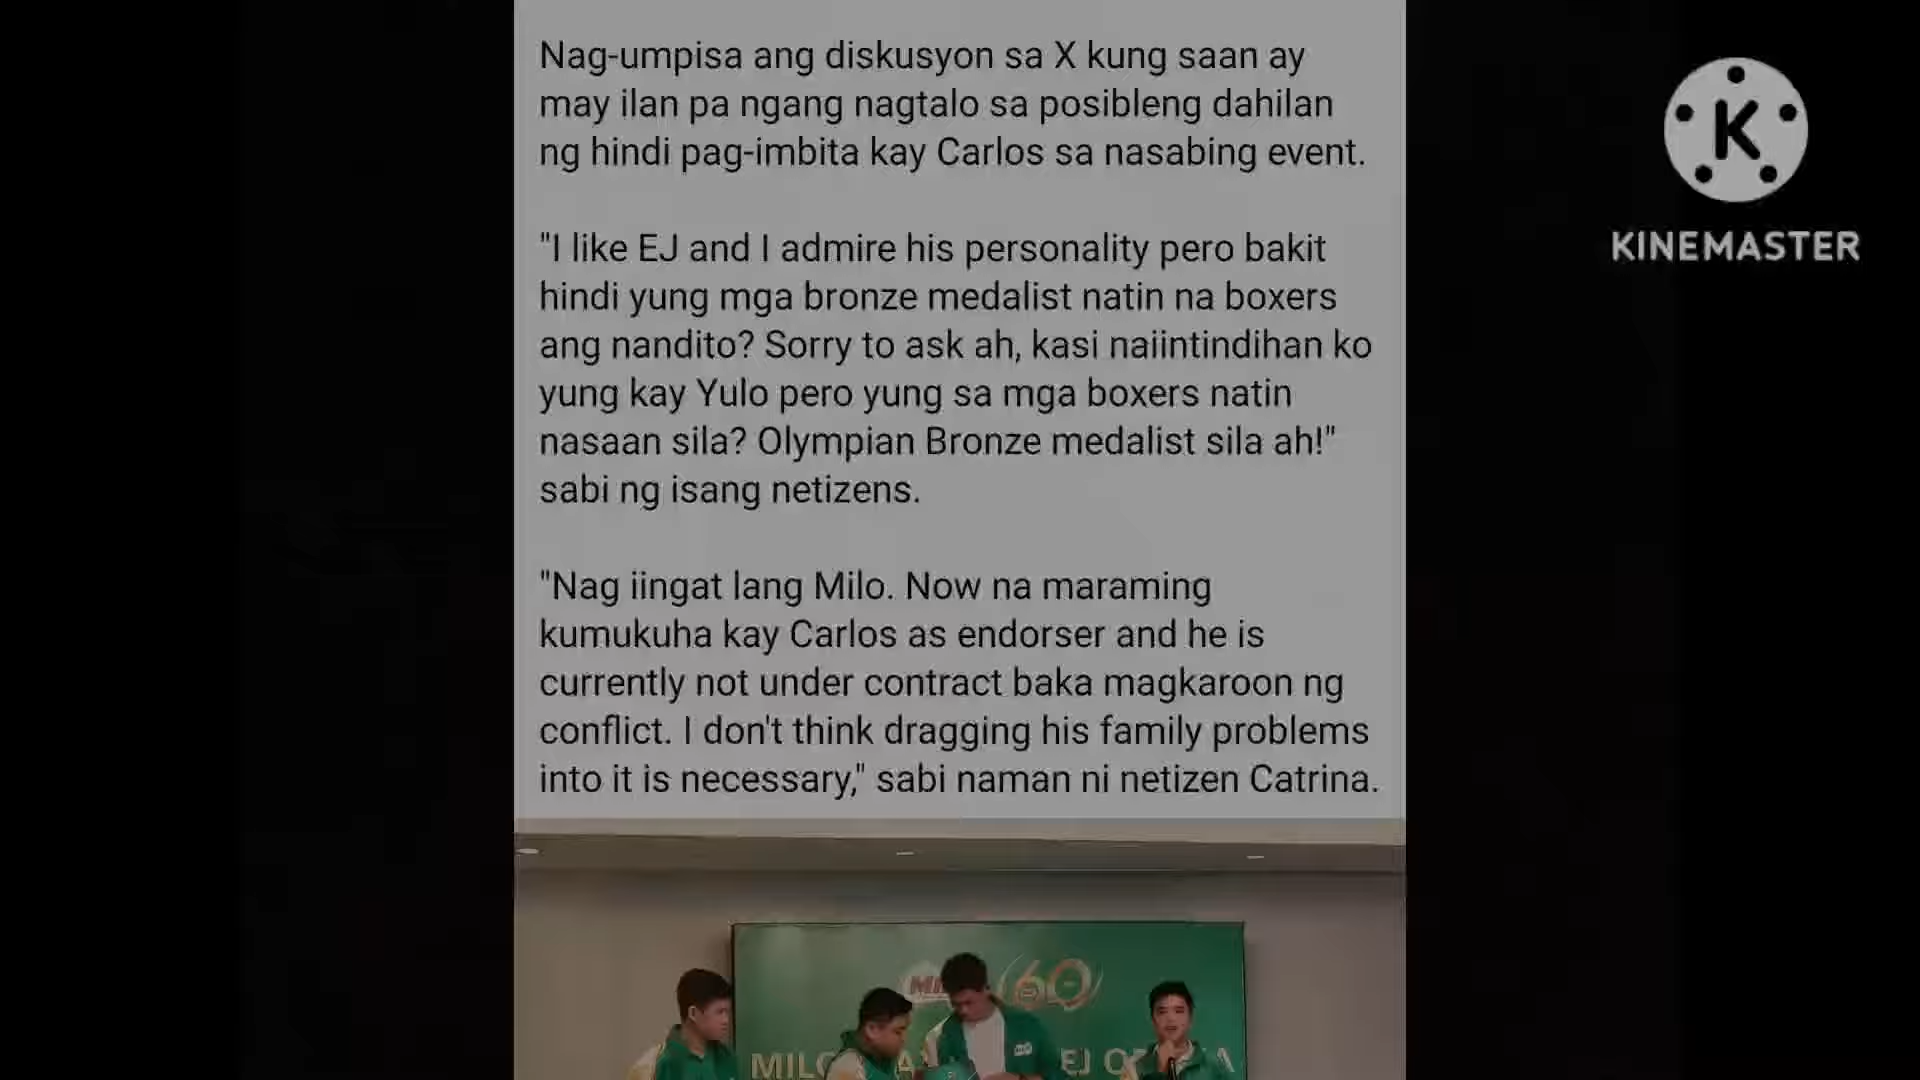 Nag-umpisa ang diskusyon sa X kung saan ay
may ilan pa ngang nagtalo sa posibleng dahilan
ng hindi pag-imbita kay Carlos sa nasabing event.
"I like EJ and I admire his personality pero bakit
hindi yung mga bronze medalist natin na boxers
ang nandito? Sorry to ask ah, kasi naiintindihan ko
yung kay Yulo pero yung sa mga boxers natin
nasaan sila? Olympian Bronze medalist sila ah!"
sabi ng isang netizens.
"Nag iingat lang Milo. Now na maraming
kumukuha kay Carlos as endorser and he is
currently not under contract baka magkaroon ng
conflict. I don't think dragging his family problems
into it is necessary," sabi naman ni netizen Catrina.
K
KINEMASTER
60
EJ